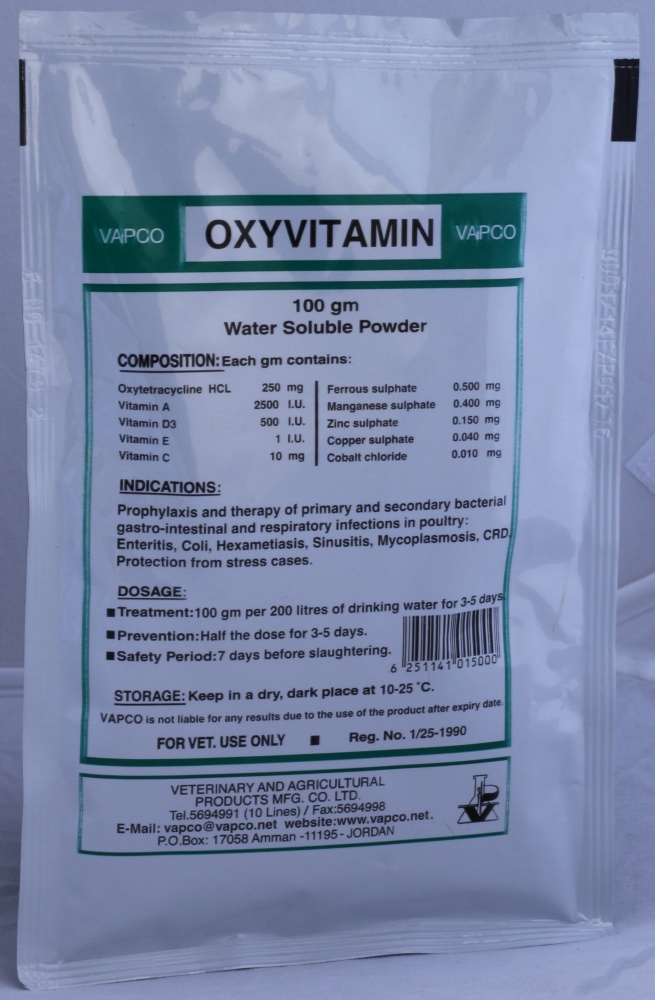 VAPCO OXYVITAMIN VAPCO
100 gm
Water Soluble Powder
COMPOSITION: Each gm contains:
Oxytetracycline HCL 250 mg Ferrous sulphate 0.500 mg
Vitamin A 2500 I.U. Manganese sulphate 0.400 mg
Vitamin D3 500 I.U. Zinc sulphate 0.150 mg
Vitamin E 1 I.U. Copper sulphate 0.040 mg
Vitamin C 10 mg Cobalt chloride 0.010 mg
INDICATIONS:
Prophylaxis and therapy of primary and secondary bacterial
gastro-intestinal and respiratory infections in poultry:
Enteritis, Coli, Hexametiasis, Sinusitis, Mycoplasmosis, CRD.
Protection from stress cases.
DOSAGE:
■ Treatment:100 gm per 200 litres of drinking water for 3-5 days
■ Prevention:Half the dose for 3-5 days.
■ Safety Period:7 days before slaughtering.
6 251141 015000
STORAGE: Keep in a dry, dark place at 10-25 °C.
VAPCO is not liable for any results due to the use of the product after expiry date.
FOR VET. USE ONLY ■ Reg. No. 1/25-1990
VETERINARY AND AGRICULTURAL
PRODUCTS MFG. CO. LTD.
Tel.5694991 (10 Lines) / Fax:5694998
E-Mail: vapco@vapco.net website:www.vapco.net.
P.O.Box: 17058 Amman -11195- JORDAN